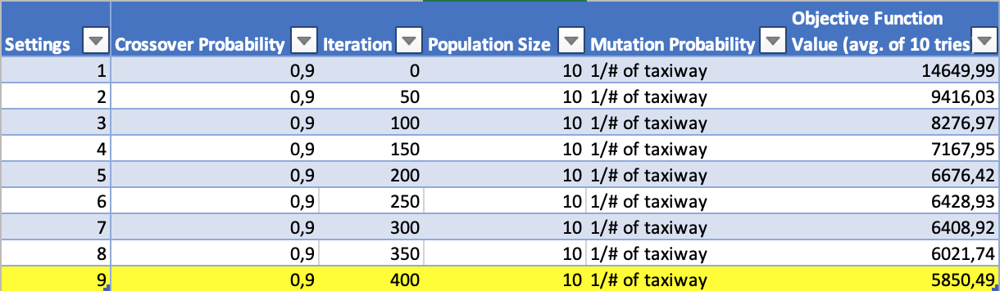 Settings Crossover Probability Iteration Population Size Mutation Probability Objective Function Value (avg. of 10 tries
1 0,9 0 10 1/# of taxiway 14649,99
2 0,9 50 10 1/# of taxiway 9416,03
3 0,9 100 10 1/# of taxiway 8276,97
4 0,9 150 10 1/# of taxiway 7167,95
5 0,9 200 10 1/# of taxiway 6676,42
6 0,9 250 10 1/# of taxiway 6428,93
7 0,9 300 10 1/# of taxiway 6408,92
8 0,9 350 10 1/# of taxiway 6021,74
9 0,9 400 10 1/# of taxiway 5850,49